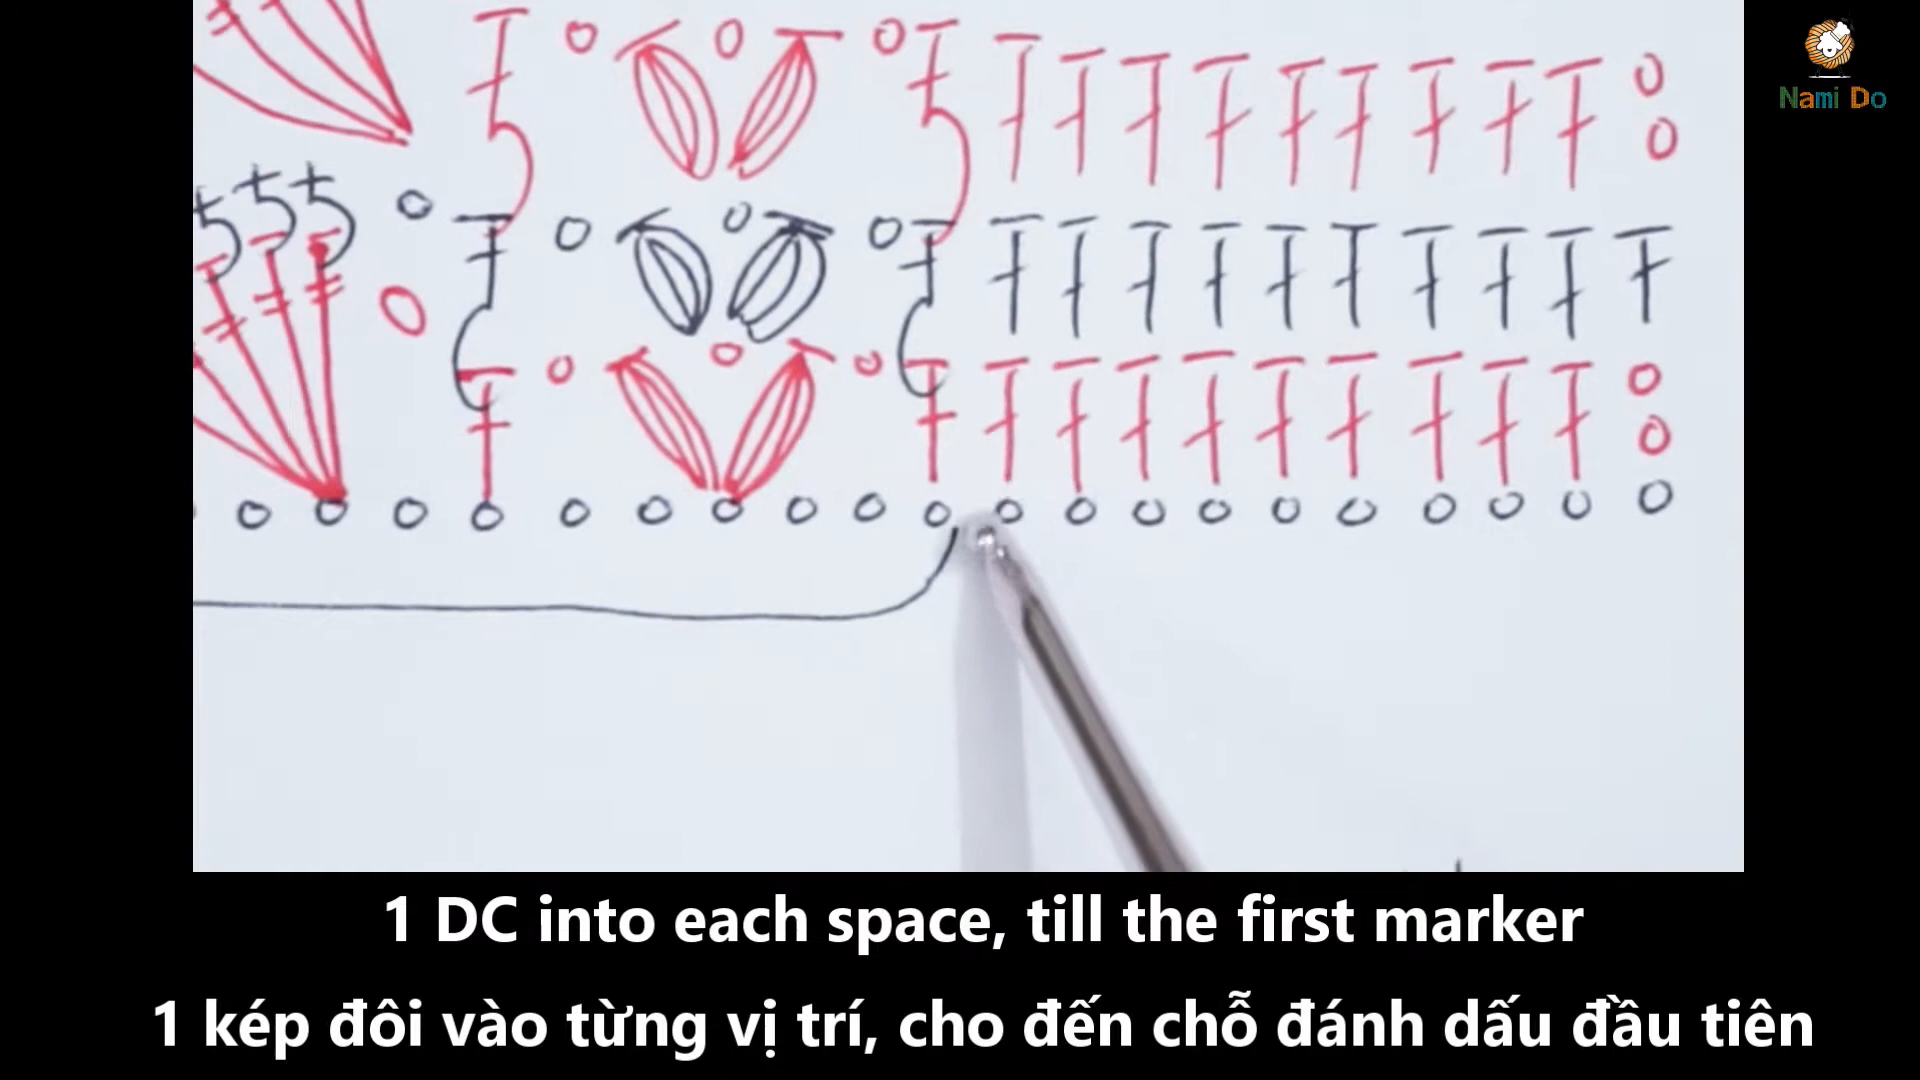 Nami Do
1 DC into each space, till the first marker
1 kép đôi vào từng vị trí, cho đến chỗ đánh dấu đầu tiên